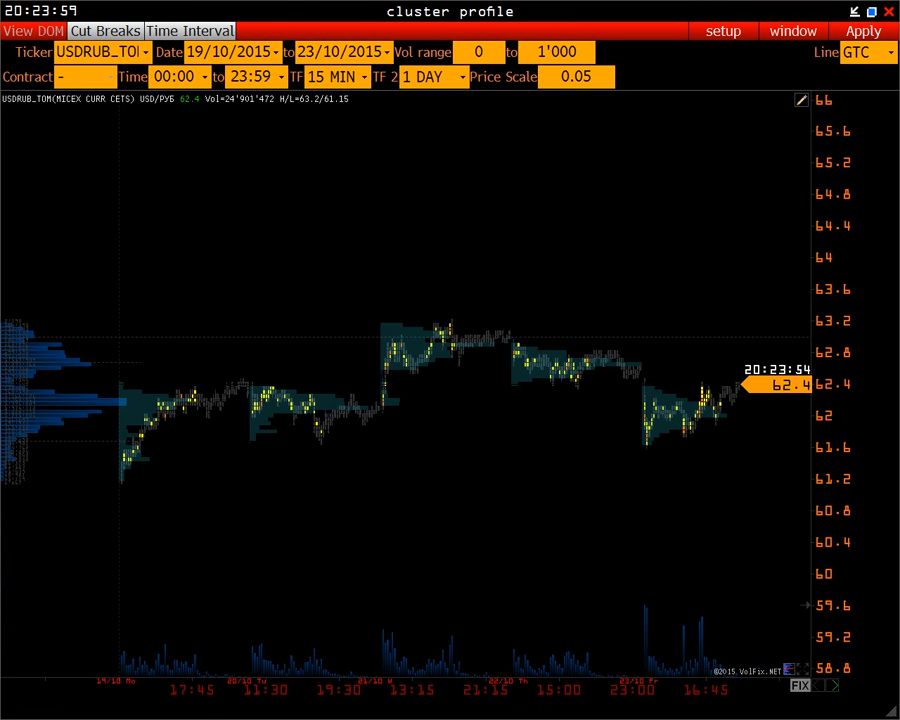 20:23:59 cluster profile
View DOM Cut Breaks Time Interval setup window Apply
Ticker USDRUB_TO Date 19/10/2015 to 23/10/2015 Vol range 0 to 1'000 Line GTC
Contract - Time 00:00 to 23:59 TF 15 MIN TF 2 1 DAY Price Scale 0.05
USDRUB_TOM(MICEX CURR CETS) USD/РУБ 62.4 Vol=24'901'472 H/L=63.2/61.15
66
65.6
65.2
64.8
64.4
64
63.6
63.2
62.8
20:23:54
62.4
62.4
62
61.6
61.2
60.8
60.4
60
59.6
59.2
58.8
©2015 VolFix.NET
19/10 Mo 20/10 Tu 21/10 W 22/10 Th 23/10 Fr
FIX
17:45 11:30 19:30 13:15 21:15 15:00 23:00 16:45